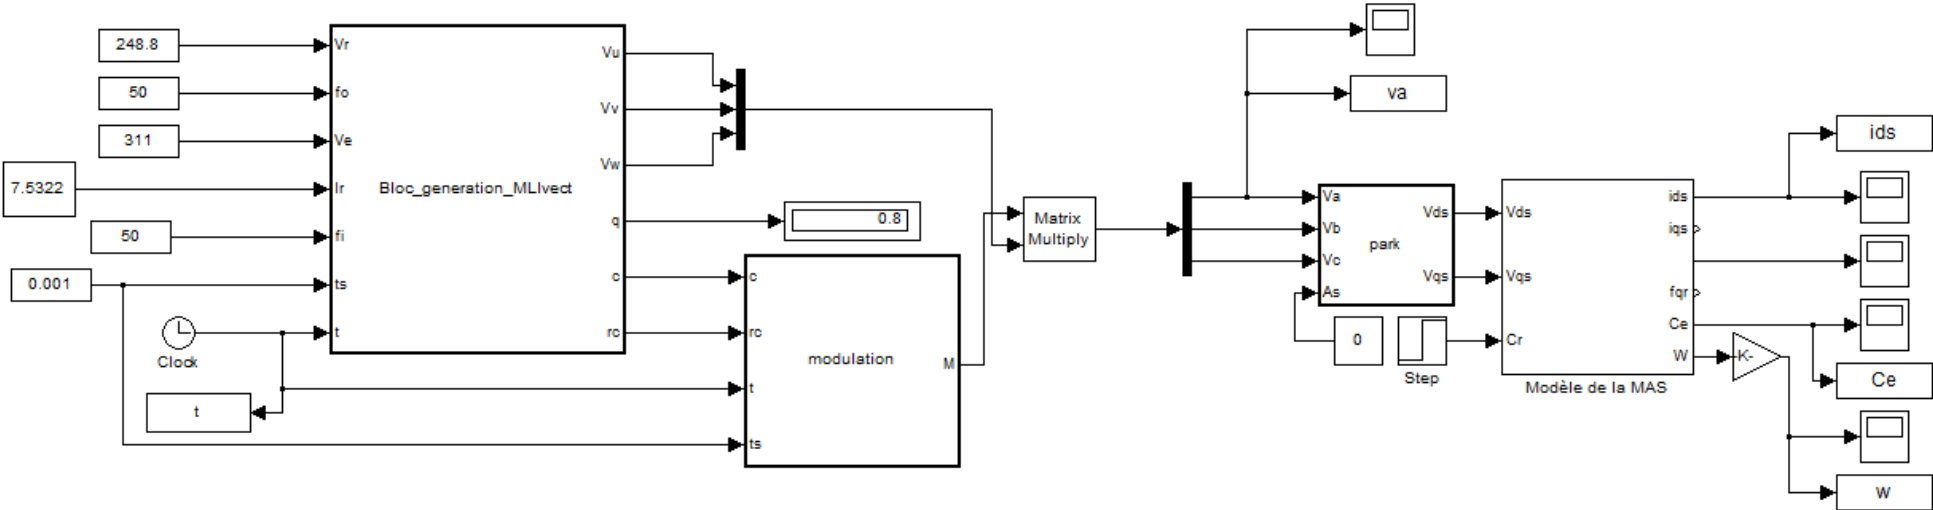 248.8
50
311
7.5322
50
0.001
Clock
t
Vr
fo
Ve
Ir
fi
ts
t
Bloc_generation_MLIvect
Vu
Vv
Vw
q
c
rc
0.8
c
rc
t
ts
modulation
M
Matrix
Multiply
va
Va
Vb
Vc
As
park
Vds
Vqs
0
Step
Vds
Vqs
Cr
ids
iqs
fqr
Ce
W
Modèle de la MAS
-K-
ids
Ce
w